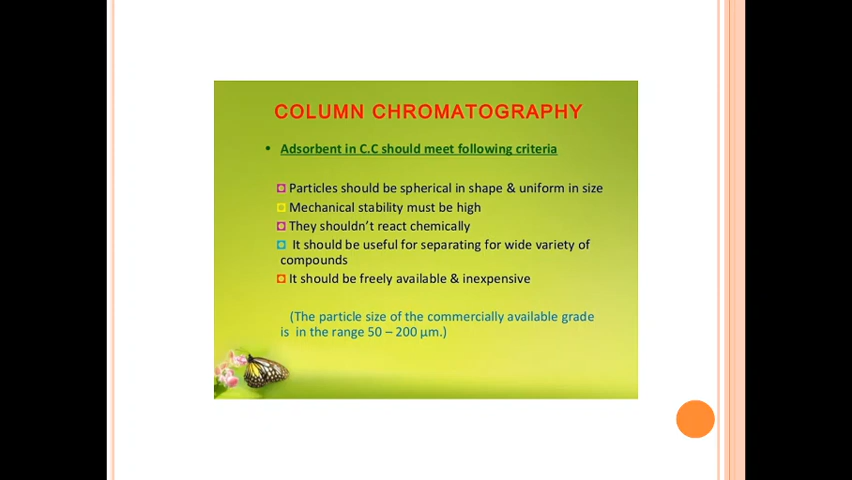 COLUMN CHROMATOGRAPHY
• Adsorbent in C.C should meet following criteria
Particles should be spherical in shape & uniform in size
Mechanical stability must be high
They shouldn't react chemically
It should be useful for separating for wide variety of
compounds
It should be freely available & inexpensive
(The particle size of the commercially available grade
is in the range 50 – 200 µm.)